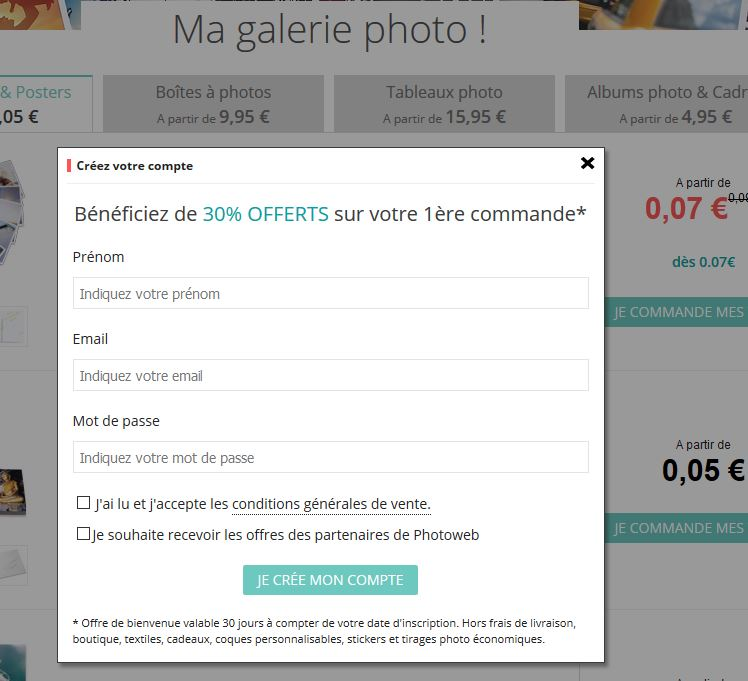 Ma galerie photo !
& Posters
,05 €
Boîtes à photos
A partir de 9,95 €
Tableaux photo
A partir de 15,95 €
Albums photo & Cadr
A partir de 4,95 €
Créez votre compte
Bénéficiez de 30% OFFERTS sur votre 1ère commande*
Prénom
Indiquez votre prénom
Email
Indiquez votre email
Mot de passe
Indiquez votre mot de passe
J'ai lu et j'accepte les conditions générales de vente.
Je souhaite recevoir les offres des partenaires de Photoweb
JE CRÉE MON COMPTE
* Offre de bienvenue valable 30 jours à compter de votre date d'inscription. Hors frais de livraison,
boutique, textiles, cadeaux, coques personnalisables, stickers et tirages photo économiques.
A partir de
0,07 €
dès 0.07€
JE COMMANDE MES
A partir de
0,05 €
JE COMMANDE MES